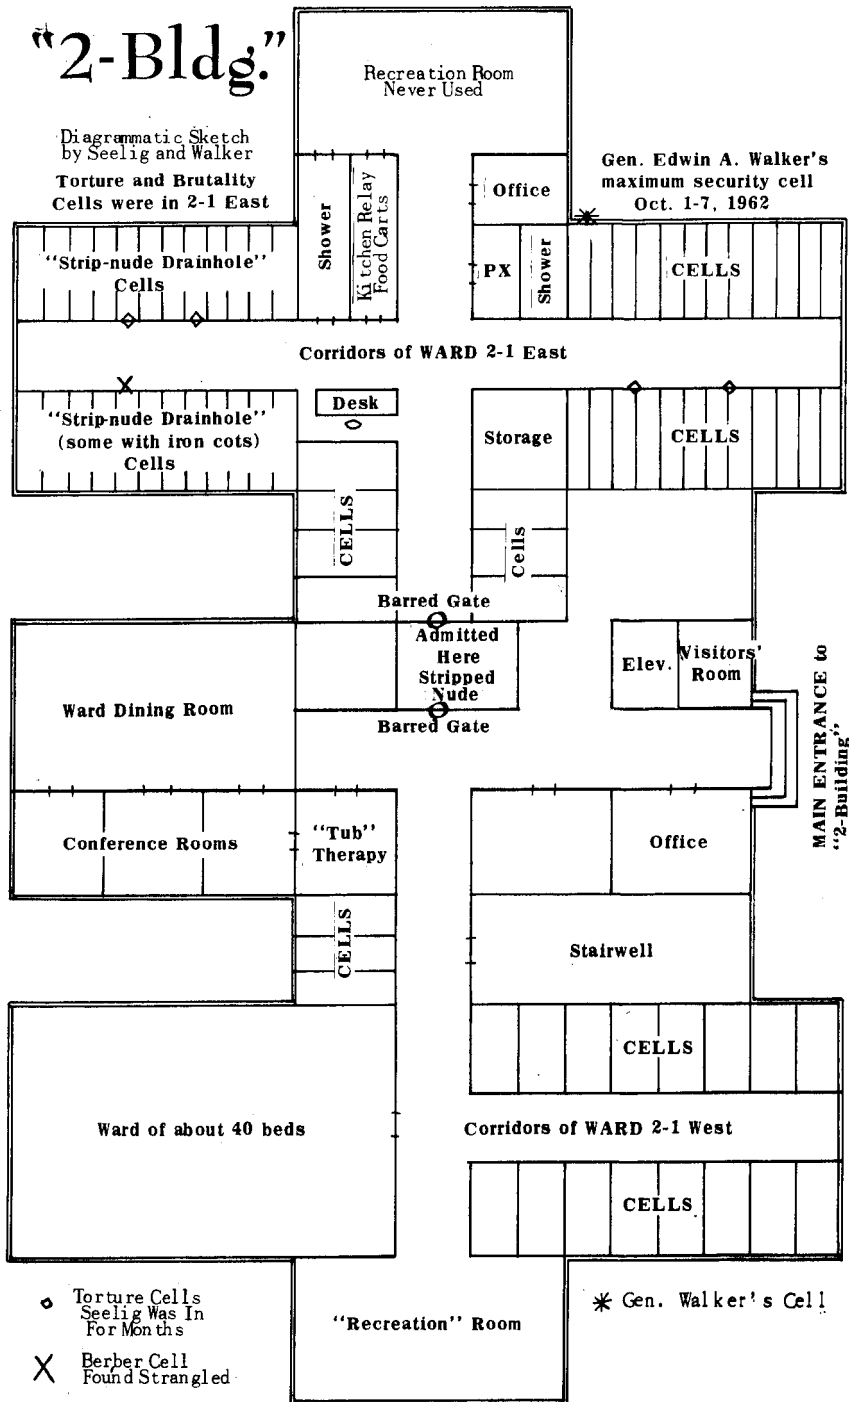 "2-Bldg."
Diagrammatic Sketch
by Seelig and Walker
Torture and Brutality
Cells were in 2-1 East
Recreation Room
Never Used
Gen. Edwin A. Walker's
maximum security cell
Oct. 1-7, 1962
Shower
Kitchen Relay
Food Carts
Office
PX
Shower
"Strip-nude Drainhole"
Cells
CELLS
Corridors of WARD 2-1 East
Desk
"Strip-nude Drainhole"
(some with iron cots)
Cells
Storage
CELLS
CELLS
Cells
Barred Gate
Admitted
Here
Stripped
Nude
Barred Gate
Ward Dining Room
Elev.
Visitors'
Room
MAIN ENTRANCE to
"2-Building"
Conference Rooms
"Tub"
Therapy
Office
CELLS
Stairwell
CELLS
Ward of about 40 beds
Corridors of WARD 2-1 West
CELLS
"Recreation" Room
Torture Cells
Seelig Was In
For Months
X Berber Cell
Found Strangled
Gen. Walker's Cell